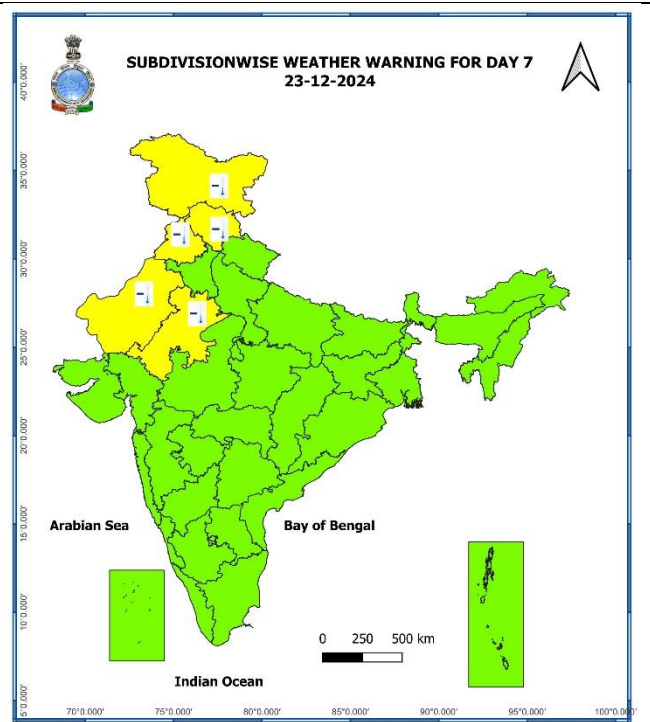 SUBDIVISIONWISE WEATHER WARNING FOR DAY 7
23-12-2024
40°0.000'
35°0.000'
30°0.000'
25°0.000'
20°0.000'
15°0.000'
10°0.000'
5°0.000'
Arabian Sea
Bay of Bengal
0 250 500 km
Indian Ocean
70°0.000' 75°0.000' 80°0.000' 85°0.000' 90°0.000' 95°0.000' 100°0.000'